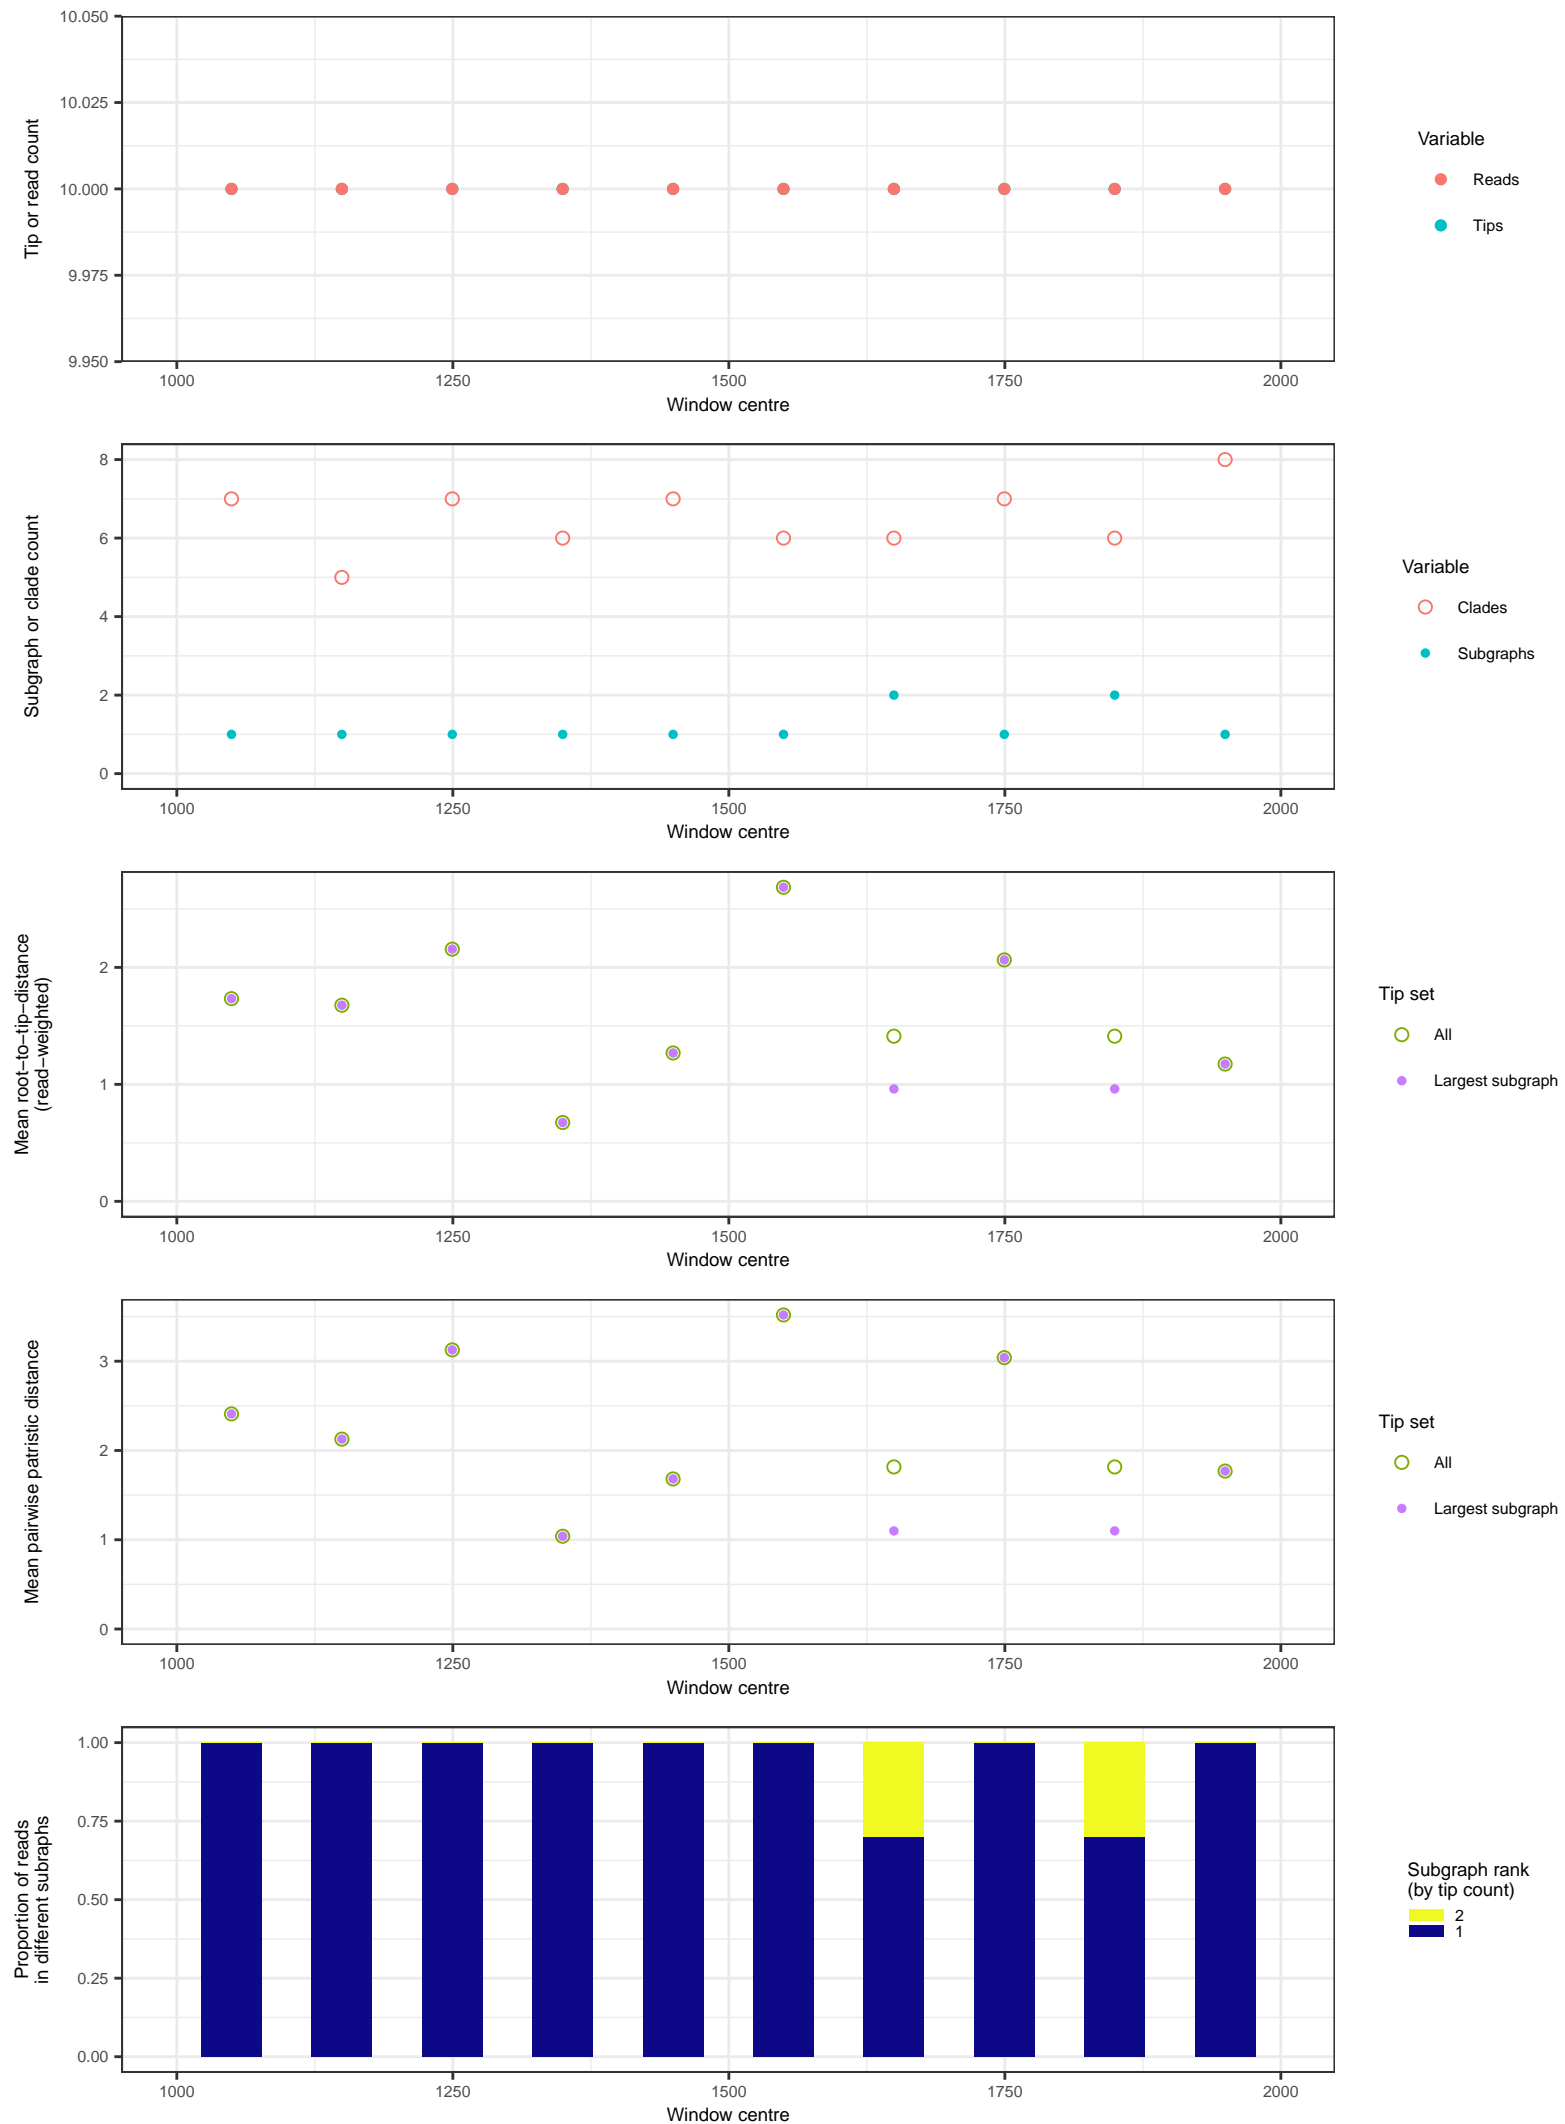 10.050
10.025
10.000
9.975
9.950
Tip or read count
1000
1250
1500
1750
2000
Window centre
Variable
Reads
Tips
8
6
4
2
0
Subgraph or clade count
1000
1250
1500
1750
2000
Window centre
Variable
Clades
Subgraphs
2
1
0
Mean root−to−tip−distance
(read−weighted)
1000
1250
1500
1750
2000
Window centre
Tip set
All
Largest subgraph
3
2
1
0
Mean pairwise patristic distance
1000
1250
1500
1750
2000
Window centre
Tip set
All
Largest subgraph
1.00
0.75
0.50
0.25
0.00
Proportion of reads
in different subraphs
1000
1250
1500
1750
2000
Window centre
Subgraph rank
(by tip count)
2
1